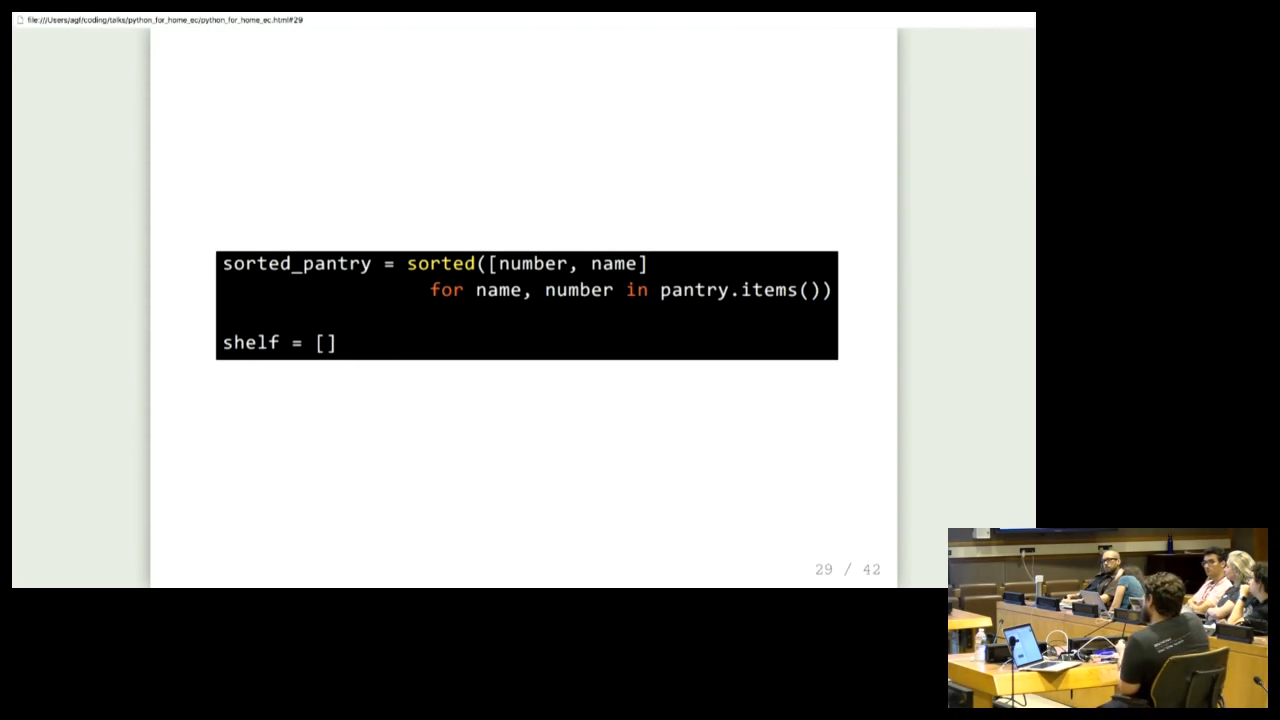 file:///Users/agf/coding/talks/python_for_home_ec/python_for_home_ec.html#29
sorted_pantry = sorted([number, name]
for name, number in pantry.items())
shelf = []
29 / 42